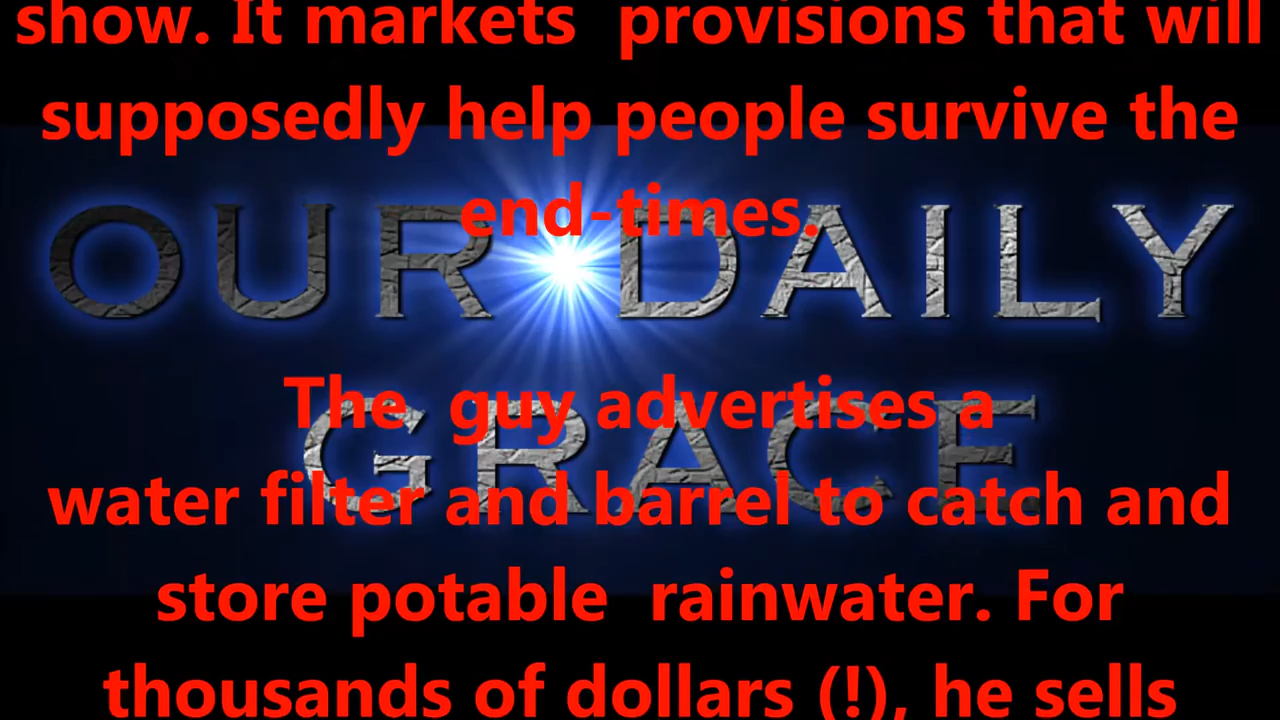 show. It markets  provisions that will
supposedly help people survive the
end-times.
OUR DAILY
The  guy advertises a
GRACE
water filter and barrel to catch and
store potable  rainwater. For
thousands of dollars (!), he sells